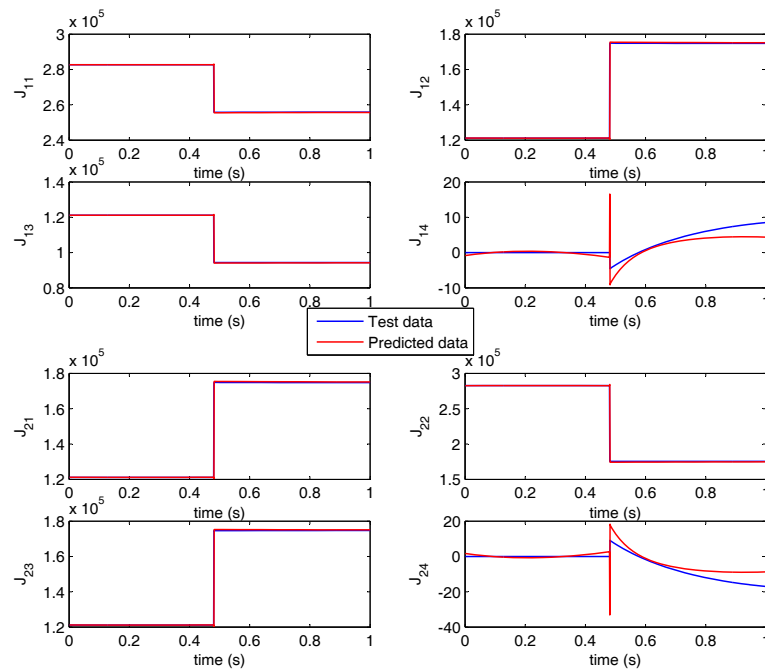 x 10^5 x 10^5
3 1.8
2.8 1.6
J_11 J_12
2.6 1.4
2.4 1.2
0 0.2 0.4 0.6 0.8 1 0 0.2 0.4 0.6 0.8 1
x 10^5 time (s) time (s)
1.4 20
1.2 10
J_13 J_14
1 0
0.8 -10
0 0.2 0.4 0.6 0.8 1 0 0.2 0.4 0.6 0.8 1
time (s) time (s)
Test data
Predicted data
x 10^5 x 10^5
1.8 3
1.6 2.5
J_21 J_22
1.4 2
1.2 1.5
0 0.2 0.4 0.6 0.8 1 0 0.2 0.4 0.6 0.8 1
x 10^5 time (s) time (s)
1.8 20
1.6 0
J_23 J_24
1.4 -20
1.2 -40
0 0.2 0.4 0.6 0.8 1 0 0.2 0.4 0.6 0.8 1
time (s) time (s)